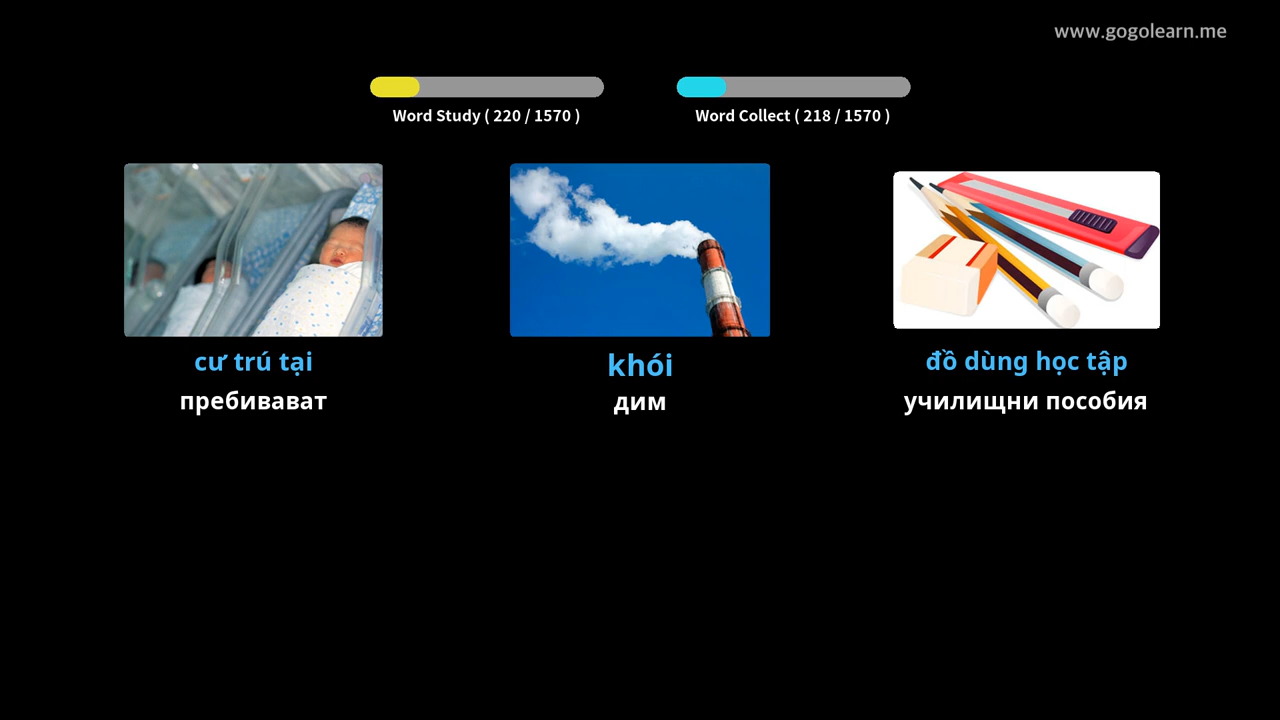 www.gogolearn.me
Word Study ( 220 / 1570 )
Word Collect ( 218 / 1570 )
cư trú tại
пребивават
khói
дим
đồ dùng học tập
училищни пособия